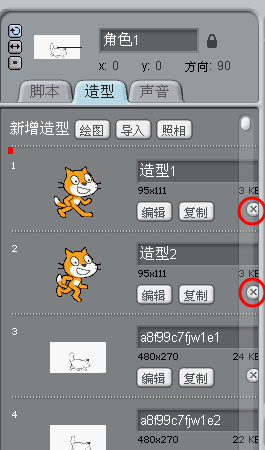 角色1
x: 0 y: 0 方向: 90
脚本 造型 声音
新增造型 绘图 导入 照相
1
造型1
95x111 3 KB
编辑 复制
2
造型2
95x111 3 KB
编辑 复制
3
a8f99c7fjw1e1
480x270 24 KB
编辑 复制
4
a8f99c7fjw1e2
480x270 22 KB